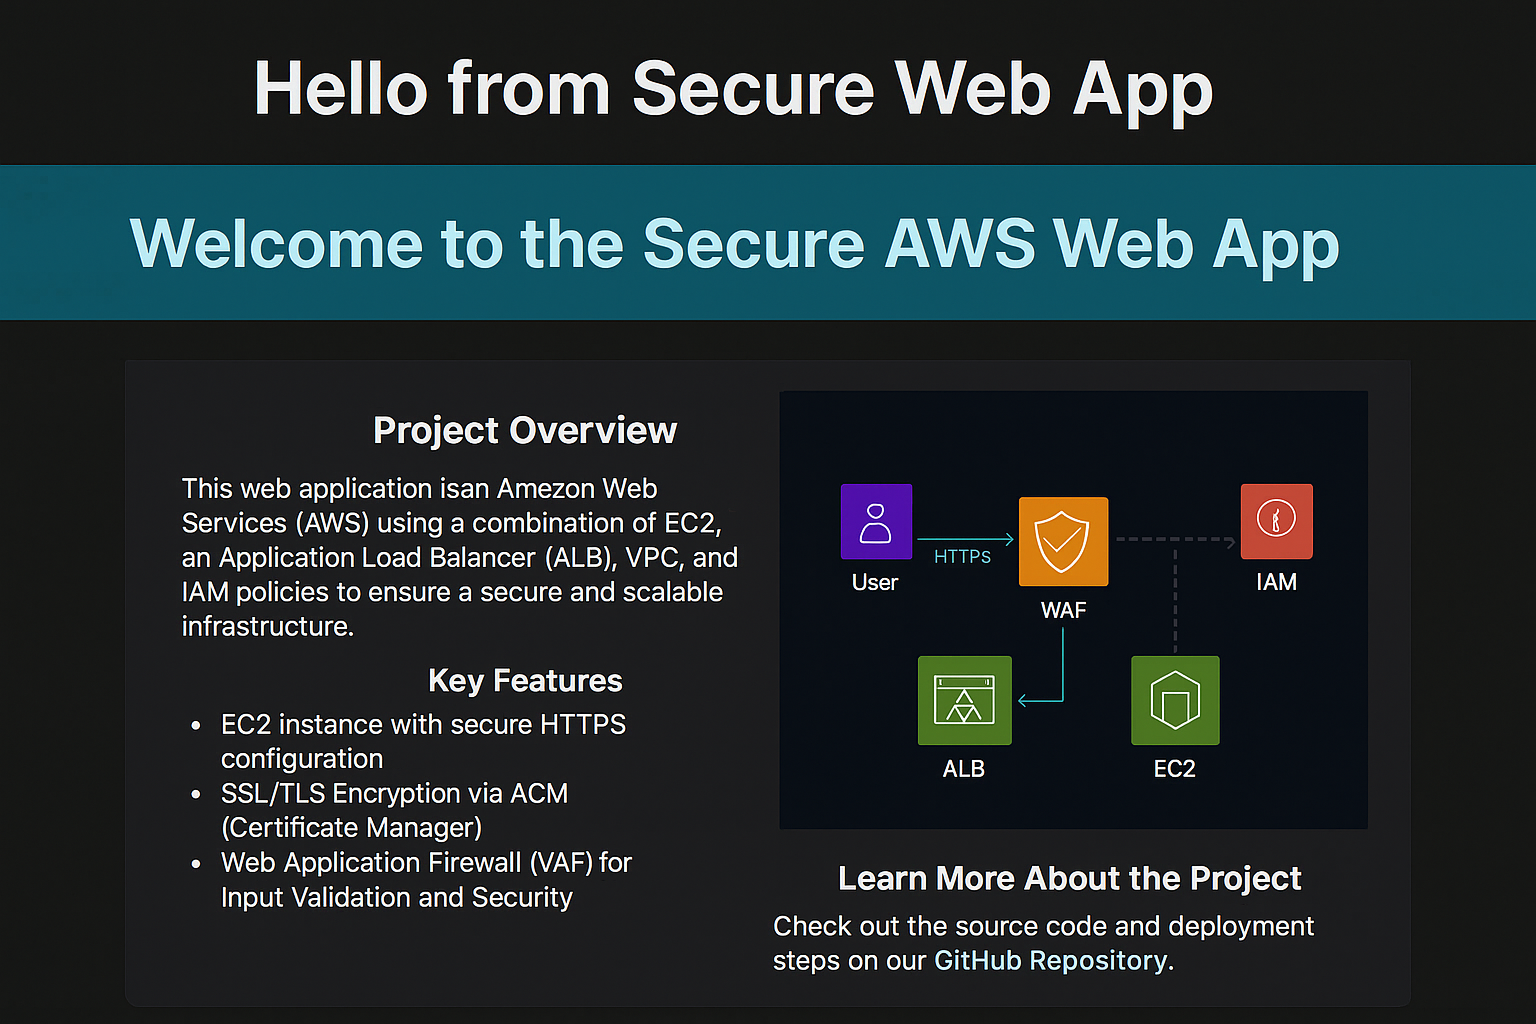 Hello from Secure Web App
Welcome to the Secure AWS Web App
Project Overview
This web application isan Amezon Web
Services (AWS) using a combination of EC2,
an Application Load Balancer (ALB), VPC, and
IAM policies to ensure a secure and scalable
infrastructure.
Key Features
• EC2 instance with secure HTTPS
configuration
• SSL/TLS Encryption via ACM
(Certificate Manager)
• Web Application Firewall (VAF) for
Input Validation and Security
User
HTTPS
WAF
IAM
ALB
EC2
Learn More About the Project
Check out the source code and deployment
steps on our GitHub Repository.